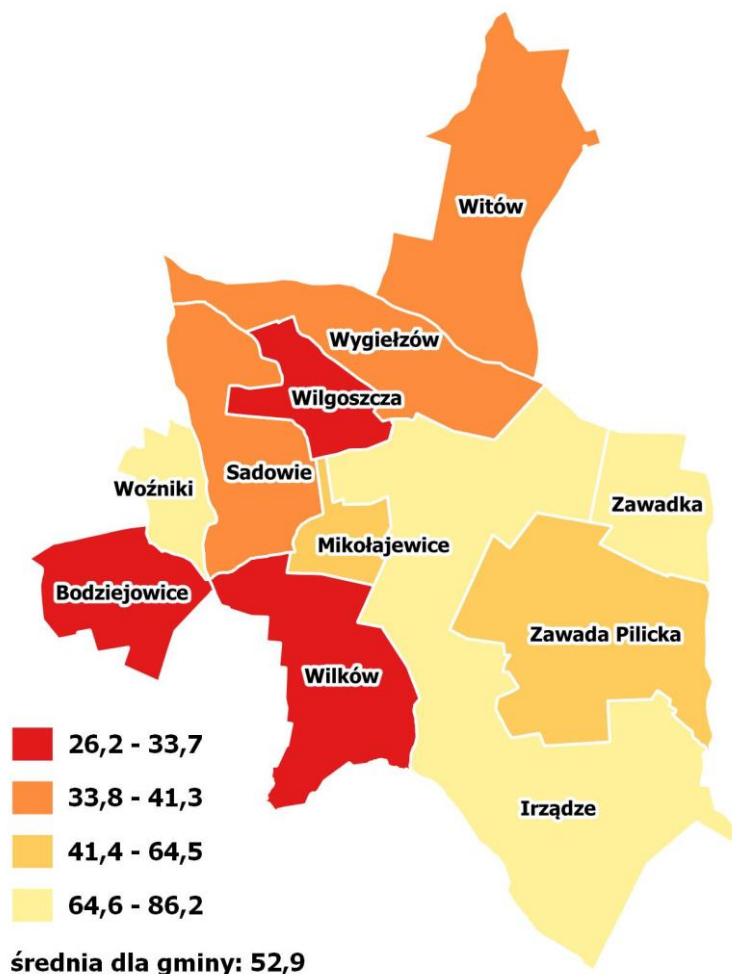 Witów
Wygiełzów
Wilgoszcza
Sadowie
Woźniki
Zawadka
Mikołajewice
Bodziejowice
Zawada Pilicka
Wilków
26,2 - 33,7
33,8 - 41,3
Irządze
41,4 - 64,5
64,6 - 86,2
średnia dla gminy: 52,9